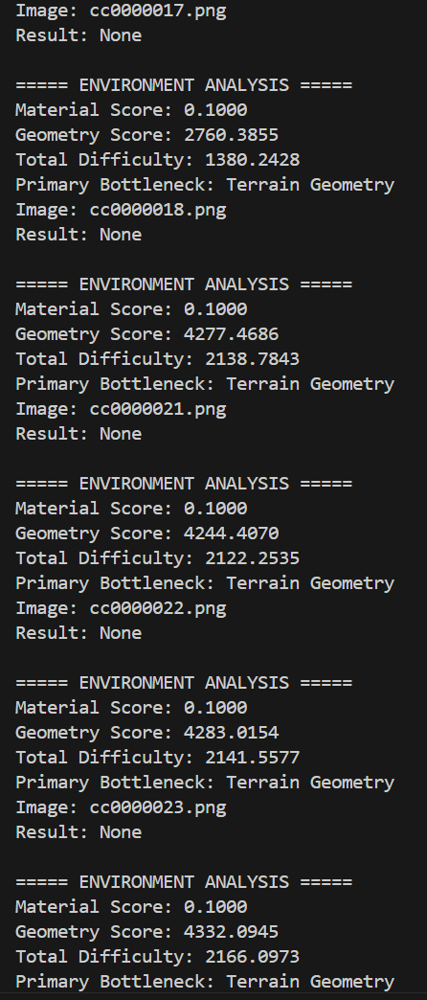 Image: cc0000017.png
Result: None
===== ENVIRONMENT ANALYSIS =====
Material Score: 0.1000
Geometry Score: 2760.3855
Total Difficulty: 1380.2428
Primary Bottleneck: Terrain Geometry
Image: cc0000018.png
Result: None
===== ENVIRONMENT ANALYSIS =====
Material Score: 0.1000
Geometry Score: 4277.4686
Total Difficulty: 2138.7843
Primary Bottleneck: Terrain Geometry
Image: cc0000021.png
Result: None
===== ENVIRONMENT ANALYSIS =====
Material Score: 0.1000
Geometry Score: 4244.4070
Total Difficulty: 2122.2535
Primary Bottleneck: Terrain Geometry
Image: cc0000022.png
Result: None
===== ENVIRONMENT ANALYSIS =====
Material Score: 0.1000
Geometry Score: 4283.0154
Total Difficulty: 2141.5577
Primary Bottleneck: Terrain Geometry
Image: cc0000023.png
Result: None
===== ENVIRONMENT ANALYSIS =====
Material Score: 0.1000
Geometry Score: 4332.0945
Total Difficulty: 2166.0973
Primary Bottleneck: Terrain Geometry